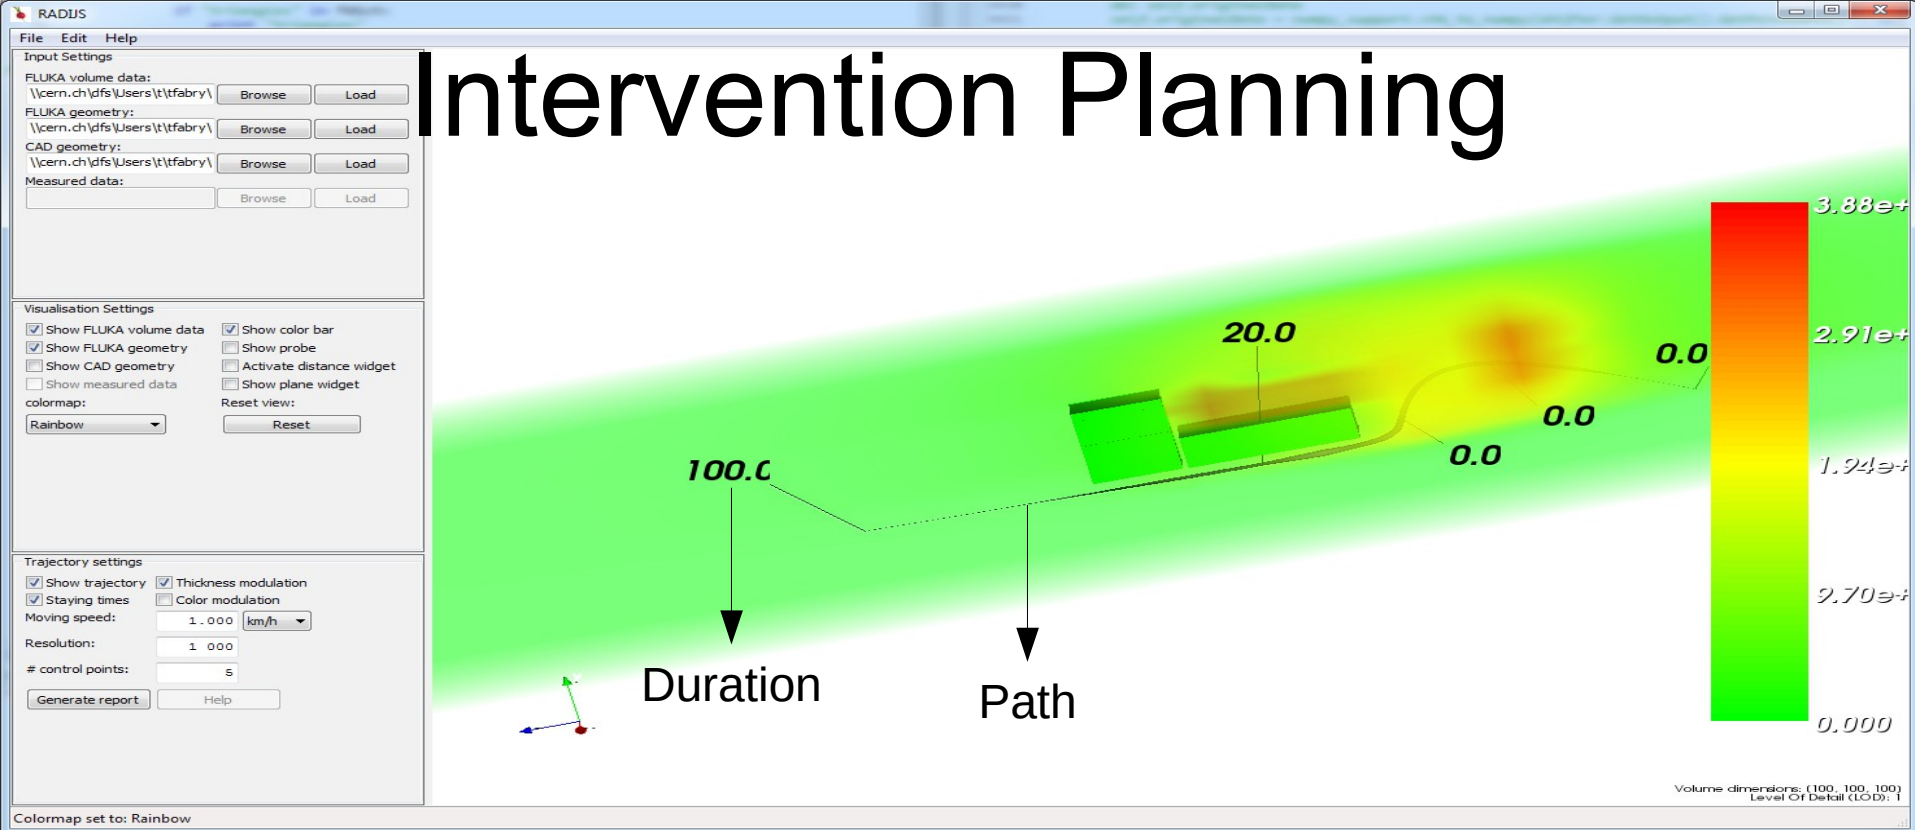 RADIJS
File Edit Help
Intervention Planning
Input Settings
FLUKA volume data:
\\cern.ch\dfs\Users\t\tfabry\ Browse Load
FLUKA geometry:
\\cern.ch\dfs\Users\t\tfabry\ Browse Load
CAD geometry:
\\cern.ch\dfs\Users\t\tfabry\ Browse Load
Measured data:
Browse Load
Visualisation Settings
Show FLUKA volume data Show color bar
Show FLUKA geometry Show probe
Show CAD geometry Activate distance widget
Show measured data Show plane widget
colormap: Reset view:
Rainbow Reset
Trajectory settings
Show trajectory Thickness modulation
Staying times Color modulation
Moving speed: 1.000 km/h
Resolution: 1 000
# control points: 5
Generate report Help
100.0
20.0
0.0
0.0
0.0
Duration
Path
3.88e+
2.91e+
1.94e+
9.70e+
0.000
Volume dimensions: (100, 100, 100)
Level Of Detail (LOD): 1
Colormap set to: Rainbow